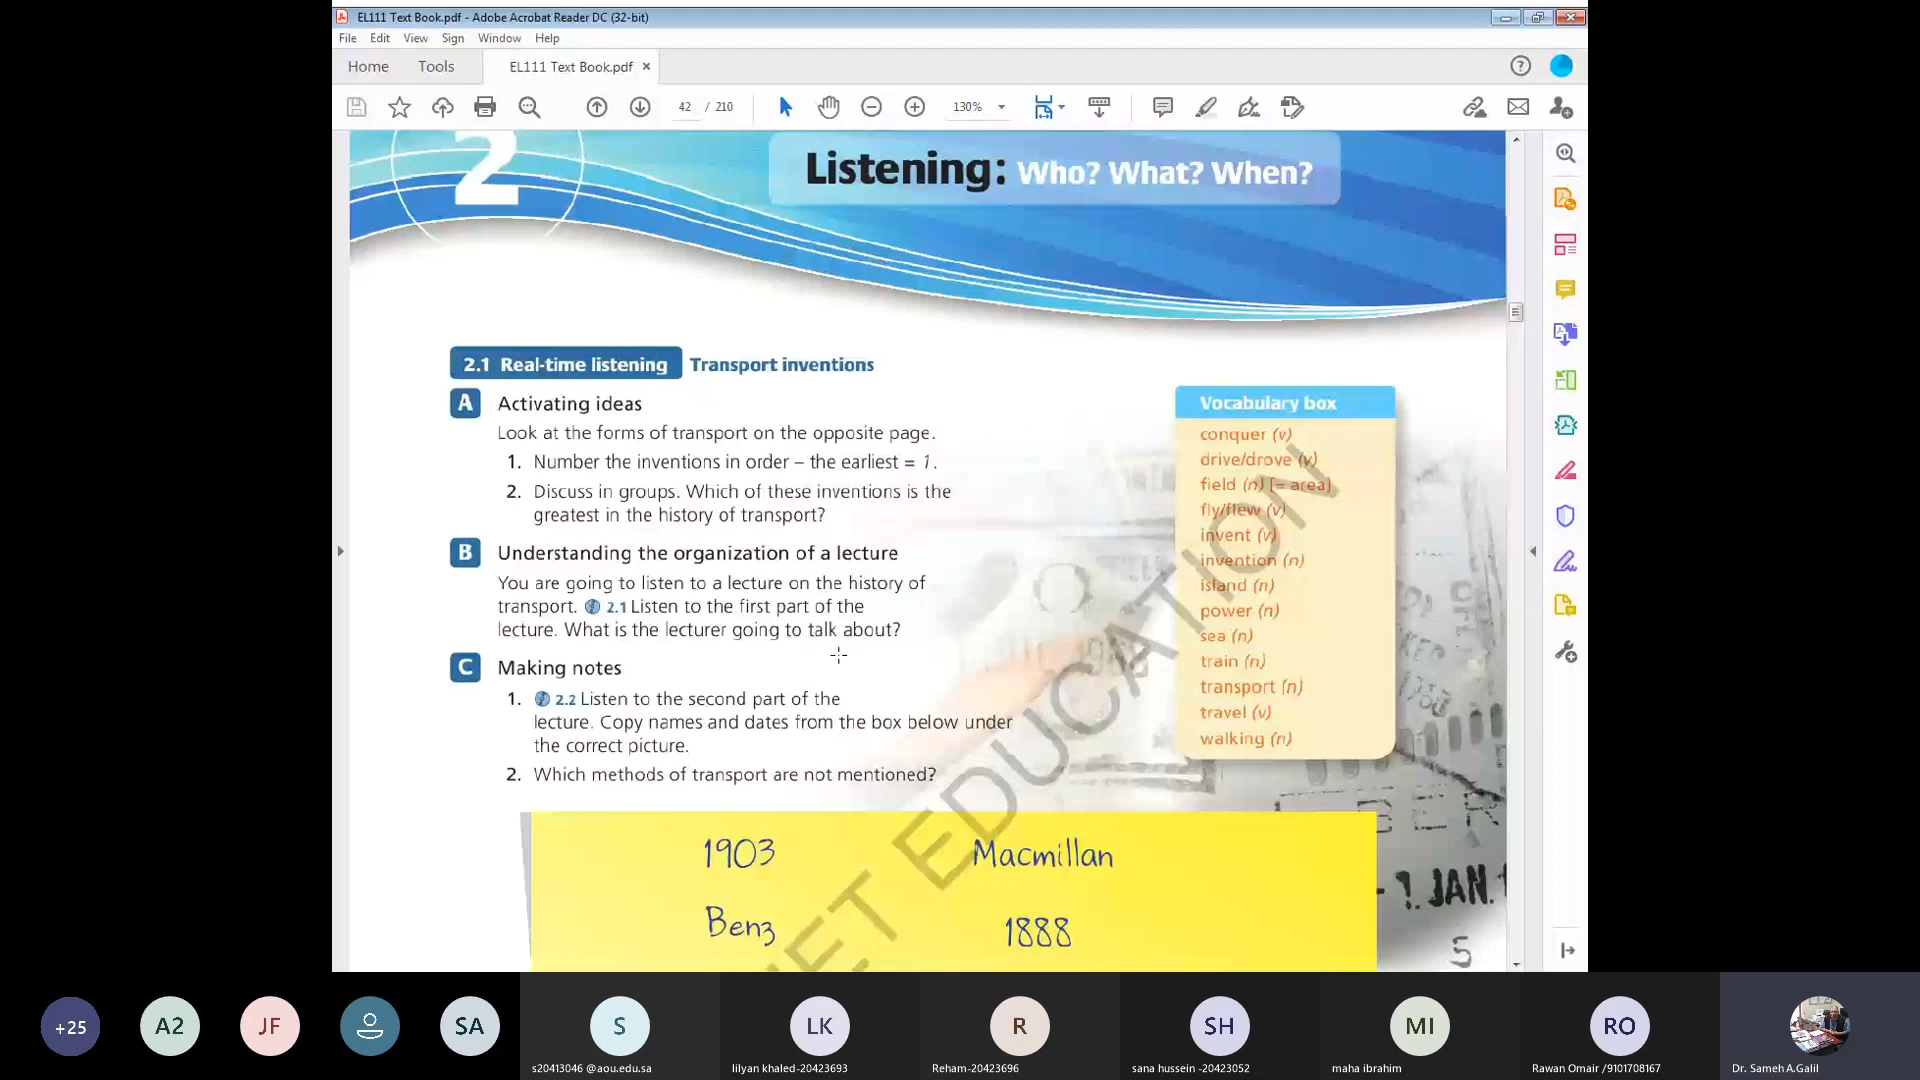 EL111 Text Book.pdf - Adobe Acrobat Reader DC (32-bit)
File Edit View Sign Window Help
Home Tools EL111 Text Book.pdf ×
42 / 210 130%
2 Listening: Who? What? When?
2.1 Real-time listening Transport inventions
A Activating ideas
Look at the forms of transport on the opposite page.
1. Number the inventions in order – the earliest = 1.
2. Discuss in groups. Which of these inventions is the
greatest in the history of transport?
B Understanding the organization of a lecture
You are going to listen to a lecture on the history of
transport. 2.1 Listen to the first part of the
lecture. What is the lecturer going to talk about?
C Making notes
1. 2.2 Listen to the second part of the
lecture. Copy names and dates from the box below under
the correct picture.
2. Which methods of transport are not mentioned?
Vocabulary box
conquer (v)
drive/drove (v)
field (n) [= area]
fly/flew (v)
invent (v)
invention (n)
island (n)
power (n)
sea (n)
train (n)
transport (n)
travel (v)
walking (n)
1903 Macmillan
Benz 1888
ET EDUCATION
BER
- ?. JAN.
5
+25 A2 JF SA S LK R SH MI RO
s20413046 @aou.edu.sa lilyan khaled-20423693 Reham-20423696 sana hussein -20423052 maha ibrahim Rawan Omair /9101708167 Dr. Sameh A.Galil